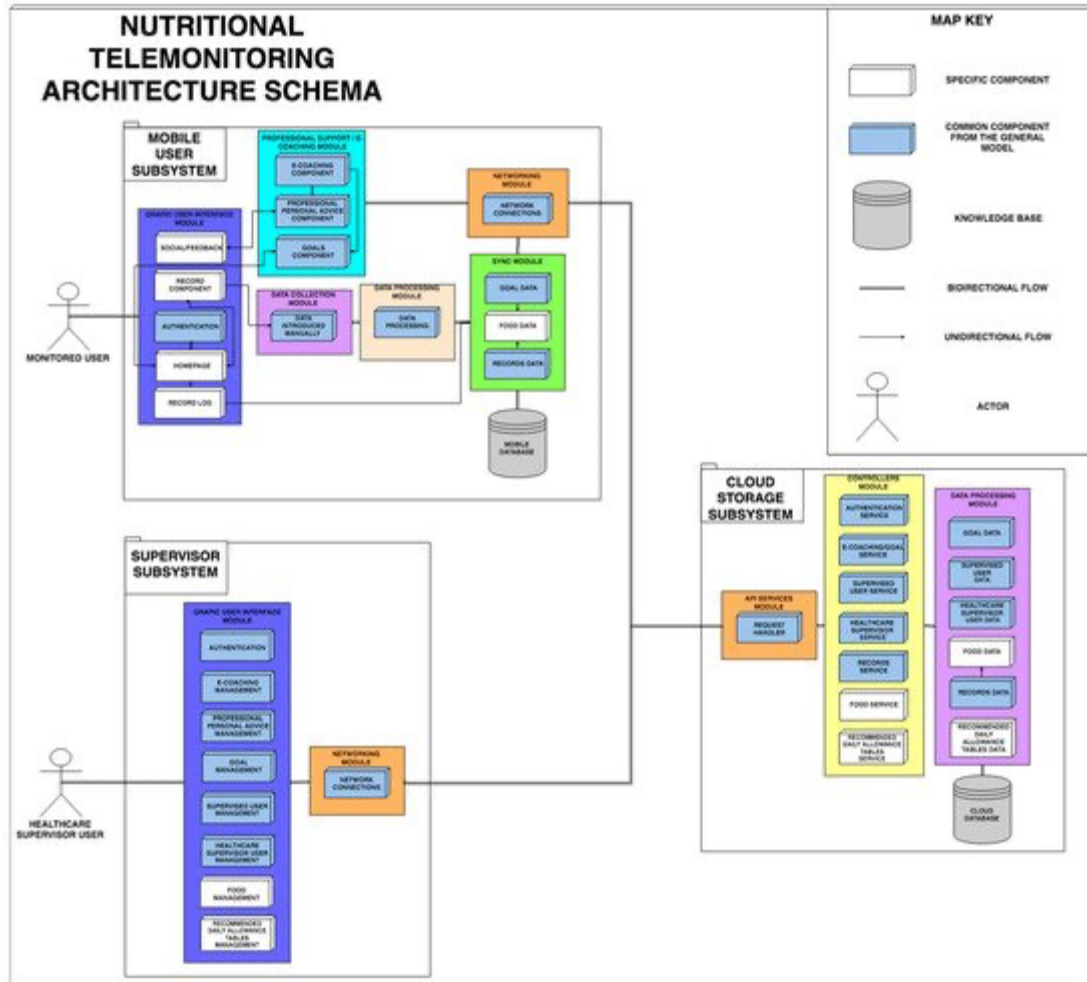 NUTRITIONAL
TELEMONITORING
ARCHITECTURE SCHEMA
MAP KEY
SPECIFIC COMPONENT
COMMON COMPONENT
FROM THE GENERAL
MODEL
KNOWLEDGE BASE
BIDIRECTIONAL FLOW
UNIDIRECTIONAL FLOW
ACTOR
MOBILE
USER
SUBSYSTEM
PROFESSIONAL SUPPORT / E-
COACHING MODULE
E-COACHING
COMPONENT
PROFESSIONAL
PERSONAL ADVICE
COMPONENT
GOALS
COMPONENT
NETWORKING
MODULE
NETWORK
CONNECTIONS
GRAPIC USER INTERFACE
MODULE
SOCIAL/FEEDBACK
RECORD
COMPONENT
AUTHENTICATION
HOMEPAGE
RECORD LOG
MONITORED USER
DATA COLLECTION
MODULE
DATA
INTRODUCED
MANUALLY
DATA PROCESSING
MODULE
DATA
PROCESSING
SYNC MODULE
GOAL DATA
FOOD DATA
RECORDS DATA
MOBILE
DATABASE
SUPERVISOR
SUBSYSTEM
GRAPIC USER INTERFACE
MODULE
AUTHENTICATION
E-COACHING
MANAGEMENT
PROFESSIONAL
PERSONAL ADVICE
MANAGEMENT
GOAL
MANAGEMENT
SUPERVISED USER
MANAGEMENT
HEALTHCARE
SUPERVISOR USER
MANAGEMENT
FOOD
MANAGEMENT
RECOMMENDED
DAILY ALLOWANCE
TABLES MANAGEMENT
HEALTHCARE
SUPERVISOR USER
NETWORKING
MODULE
NETWORK
CONNECTIONS
CLOUD
STORAGE
SUBSYSTEM
API SERVICES
MODULE
REQUEST
HANDLER
CONTROLLERS
MODULE
AUTHENTICATION
SERVICE
E-COACHING/GOAL
SERVICE
SUPERVISED
USER SERVICE
HEALTHCARE
SUPERVISOR
SERVICE
RECORDS
SERVICE
FOOD SERVICE
RECOMMENDED
DAILY ALLOWANCE
TABLES SERVICE
DATA PROCESSING
MODULE
GOAL DATA
SUPERVISED
USER
DATA
HEALTHCARE
SUPERVISOR
USER DATA
FOOD DATA
RECORDS DATA
RECOMMENDED
DAILY
ALLOWANCE
TABLES DATA
CLOUD
DATABASE